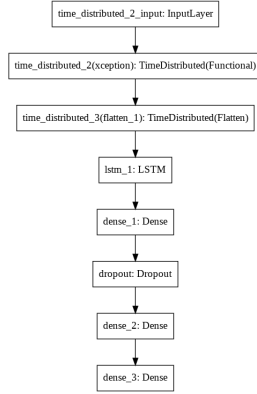 time_distributed_2_input: InputLayer
time_distributed_2(xception): TimeDistributed(Functional)
time_distributed_3(flatten_1): TimeDistributed(Flatten)
lstm_1: LSTM
dense_1: Dense
dropout: Dropout
dense_2: Dense
dense_3: Dense